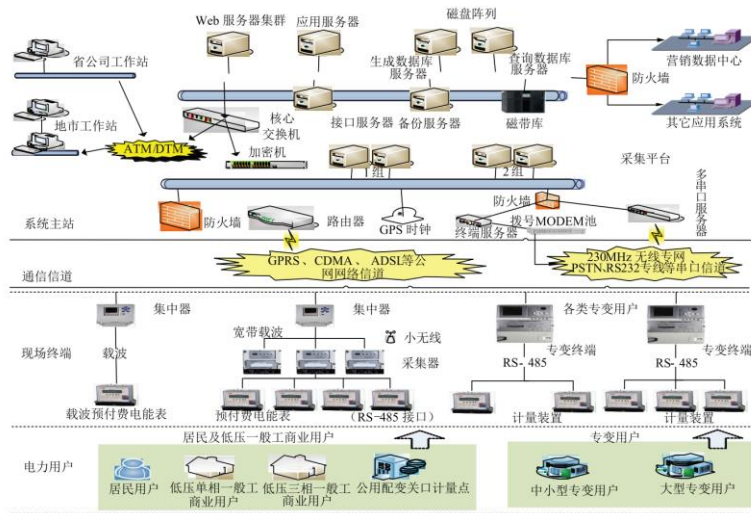 Web 服务器集群
应用服务器
磁盘阵列
省公司工作站
生成数据库
服务器
查询数据库
服务器
防火墙
营销数据中心
地市工作站
核心
交换机
接口服务器
备份服务器
磁带库
其它应用系统
ATM/DTM
加密机
1组
2组
采集平台
多串口服务器
系统主站
防火墙
路由器
GPS 时钟
防火墙
终端服务器
拨号MODEM池
通信信道
GPRS、CDMA、 ADSL等公
网网络信道
230MHz 无线专网
PSTN、RS232专线等串口信道
集中器
集中器
各类专变用户
现场终端
载波
宽带载波
小无线
采集器
专变终端
专变终端
RS- 485
RS- 485
载波预付费电能表
预付费电能表
(RS-485 接口)
计量装置
计量装置
居民及低压一般工商业用户
专变用户
电力用户
居民用户
低压单相一般工
商业用户
低压三相一般工
商业用户
公用配变关口计量点
中小型专变用户
大型专变用户